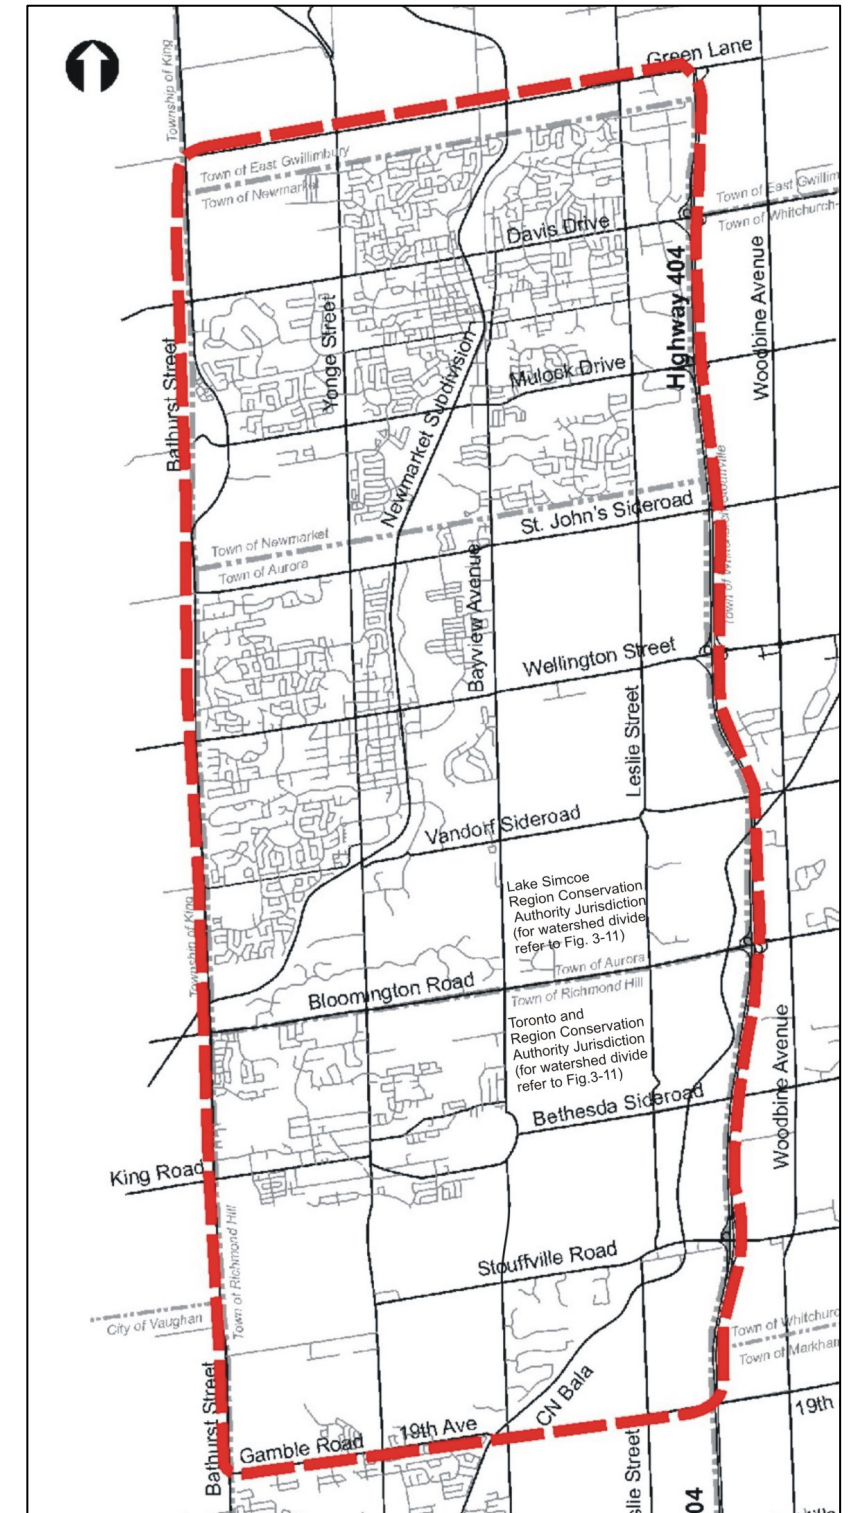 Green Lane
Township of King
Town of East Gwillimbury
Town of Newmarket
Town of East Gwillim
Town of Whitchurch-
Davis Drive
Highway 404
Woodbine Avenue
Yonge Street
Bathurst Street
Newmarket Subdivision
Mulock Drive
St. John's Sideroad
Town of Newmarket
Town of Aurora
Bayview Avenue
Wellington Street
Leslie Street
Vandorf Sideroad
Lake Simcoe
Region Conservation
Authority Jurisdiction
(for watershed divide
refer to Fig. 3-11)
Township of King
Town of Aurora
Bloomington Road
Town of Richmond Hill
Toronto and
Region Conservation
Authority Jurisdiction
(for watershed divide
refer to Fig.3-11)
Woodbine Avenue
Bethesda Sideroad
King Road
Town of Richmond Hill
Stouffville Road
City of Vaughan
Town of Whitchurc
Town of Markham
CN Bala
Bathurst Street
19th Ave
Gamble Road
19th
slie Street
04